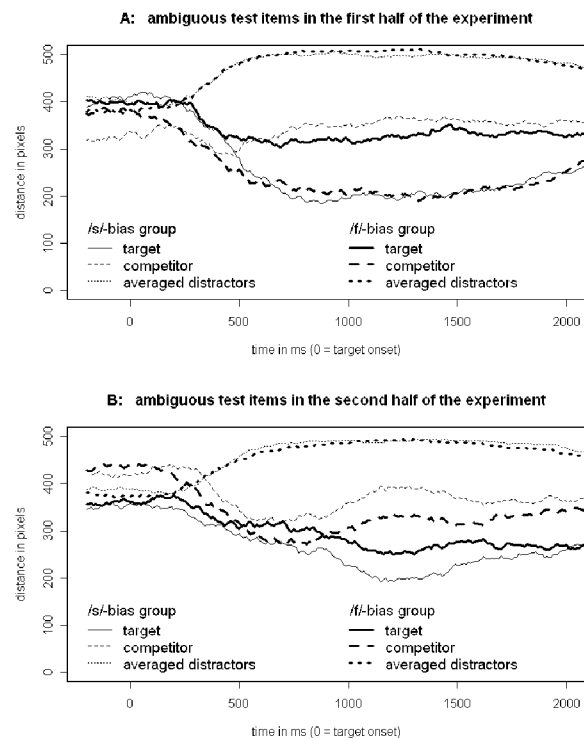 A: ambiguous test items in the first half of the experiment
distance in pixels
500
400
300
200
100
0
/s/-bias group /f/-bias group
target target
competitor competitor
averaged distractors averaged distractors
0 500 1000 1500 2000
time in ms (0 = target onset)
B: ambiguous test items in the second half of the experiment
distance in pixels
500
400
300
200
100
0
/s/-bias group /f/-bias group
target target
competitor competitor
averaged distractors averaged distractors
0 500 1000 1500 2000
time in ms (0 = target onset)